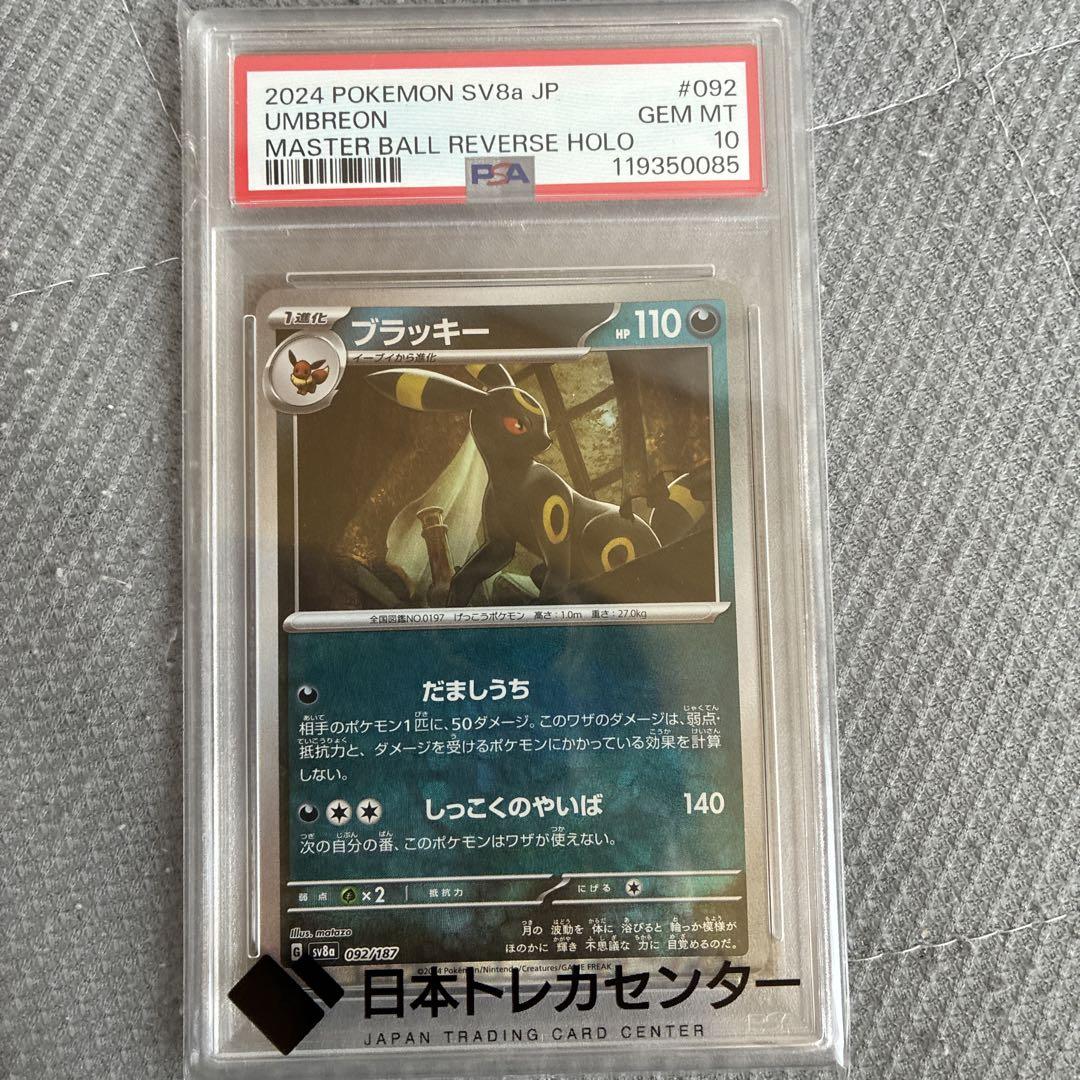 2024 POKEMON SV8a JP #092
UMBREON GEM MT
MASTER BALL REVERSE HOLO 10
PSA 119350085
1進化 ブラッキー HP 110
イーブイから進化
全国図鑑NO.0197 げっこうポケモン 高さ:1.0m 重さ:27.0kg
だましうち
相手のポケモン1匹に、50ダメージ。このワザのダメージは、弱点・
抵抗力と、ダメージを受けるポケモンにかかっている効果を計算
しない。
しっこくのやいば 140
次の自分の番、このポケモンはワザが使えない。
弱点 ×2 抵抗力 にげる
Illus. matazo
月の 波動を 体に 浴びると 輪っか模様が
G sv8a 092/187
ほのかに 輝き 不思議な 力に 目覚めるのだ。
©2024 Pokémon/Nintendo/Creatures/GAME FREAK
日本トレカセンター
JAPAN TRADING CARD CENTER